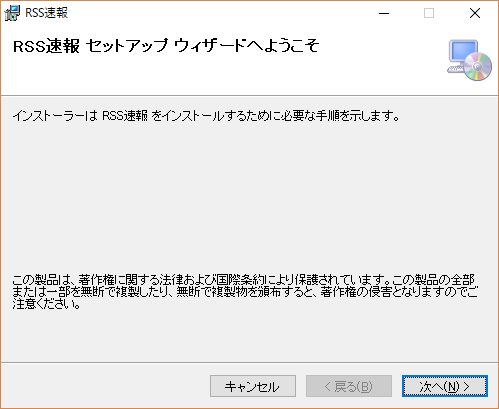 RSS速報
RSS速報 セットアップ ウィザードへようこそ
インストーラーは RSS速報 をインストールするために必要な手順を示します。
この製品は、著作権に関する法律および国際条約により保護されています。この製品の全部
または一部を無断で複製したり、無断で複製物を頒布すると、著作権の侵害となりますのでご
注意ください。
キャンセル
< 戻る(B)
次へ(N) >